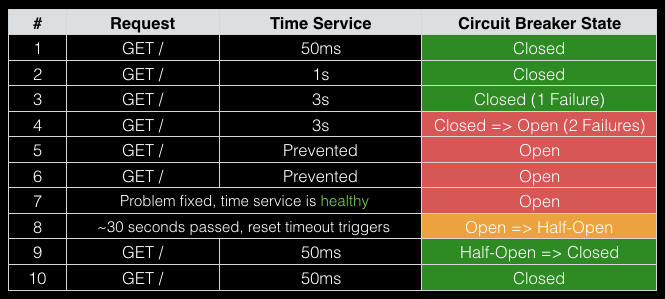 # Request Time Service Circuit Breaker State
1 GET / 50ms Closed
2 GET / 1s Closed
3 GET / 3s Closed (1 Failure)
4 GET / 3s Closed => Open (2 Failures)
5 GET / Prevented Open
6 GET / Prevented Open
7 Problem fixed, time service is healthy Open
8 ~30 seconds passed, reset timeout triggers Open => Half-Open
9 GET / 50ms Half-Open => Closed
10 GET / 50ms Closed